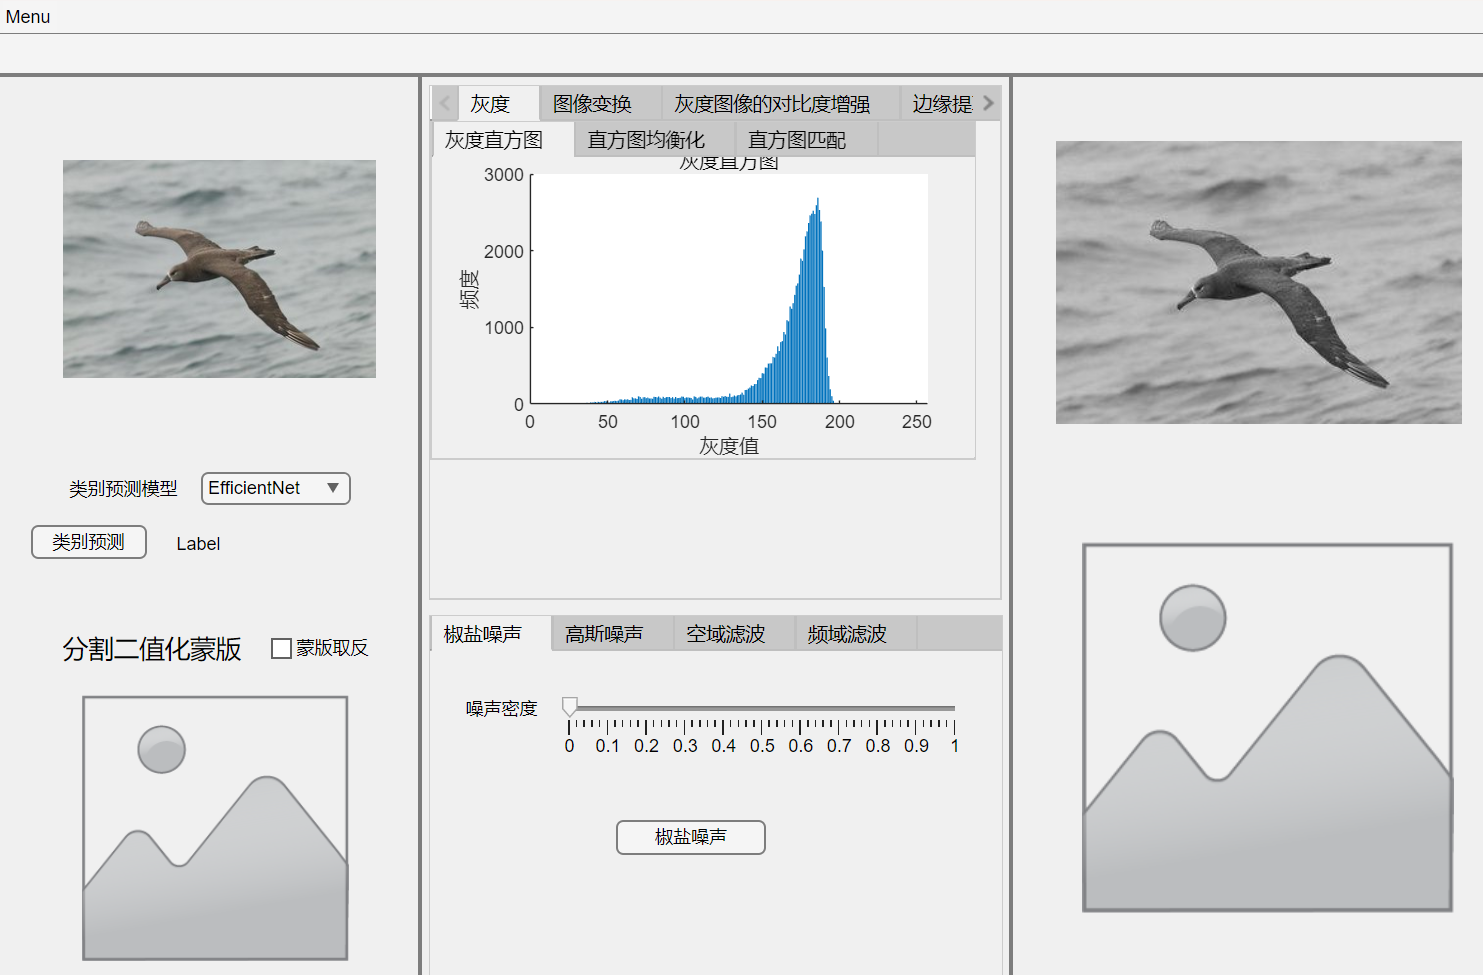 Menu
灰度 图像变换 灰度图像的对比度增强 边缘提
灰度直方图 直方图均衡化 直方图匹配
灰度直方图
3000
2000
1000
0
频度
0 50 100 150 200 250
灰度值
类别预测模型 EfficientNet
类别预测 Label
分割二值化蒙版 蒙版取反
椒盐噪声 高斯噪声 空域滤波 频域滤波
噪声密度
0 0.1 0.2 0.3 0.4 0.5 0.6 0.7 0.8 0.9 1
椒盐噪声